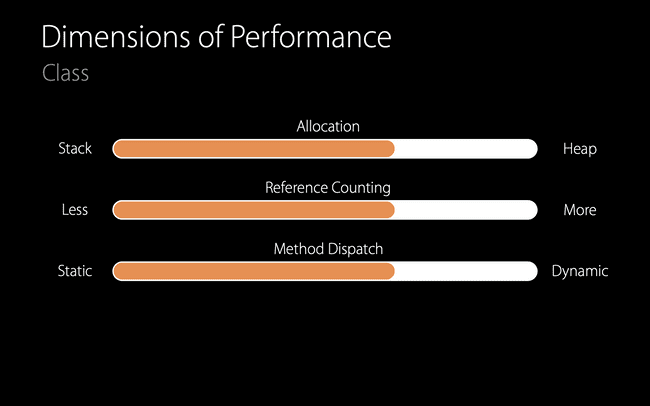 Dimensions of Performance
Class
Allocation
Stack
Heap
Reference Counting
Less
More
Method Dispatch
Static
Dynamic